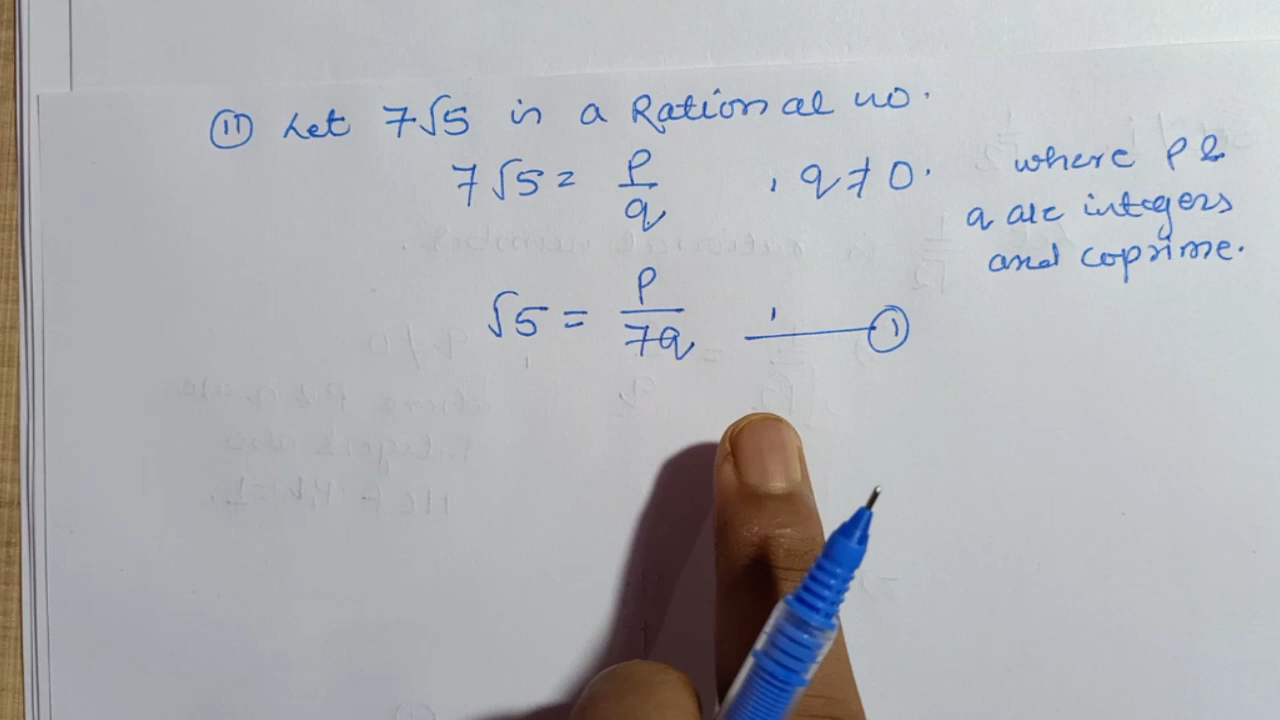 (II) Let 7√5 is a Rational no.
7√5 = p/q , q ≠ 0. where p &
q are integers
and coprime.
√5 = p/7q , —— (1)